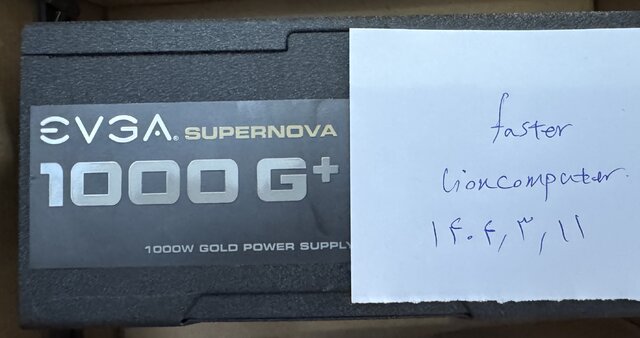 EVGA® SUPERNOVA
1000 G+
1000W GOLD POWER SUPPLY
faster
lioncomputer.
۱۴۰۴,۳,۱۱